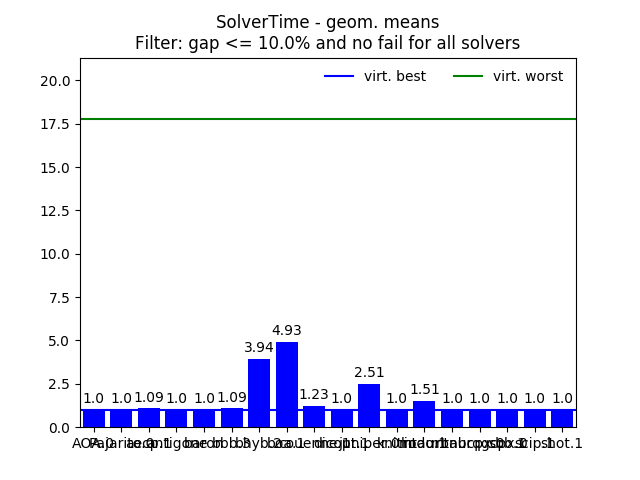 SolverTime - geom. means
Filter: gap <= 10.0% and no fail for all solvers
virt. best
virt. worst
20.0
17.5
15.0
12.5
10.0
7.5
5.0
2.5
0.0
1.0 1.0 1.09 1.0 1.0 1.09 3.94 4.93 1.23 1.0 2.51 1.0 1.51 1.0 1.0 1.0 1.0 1.0